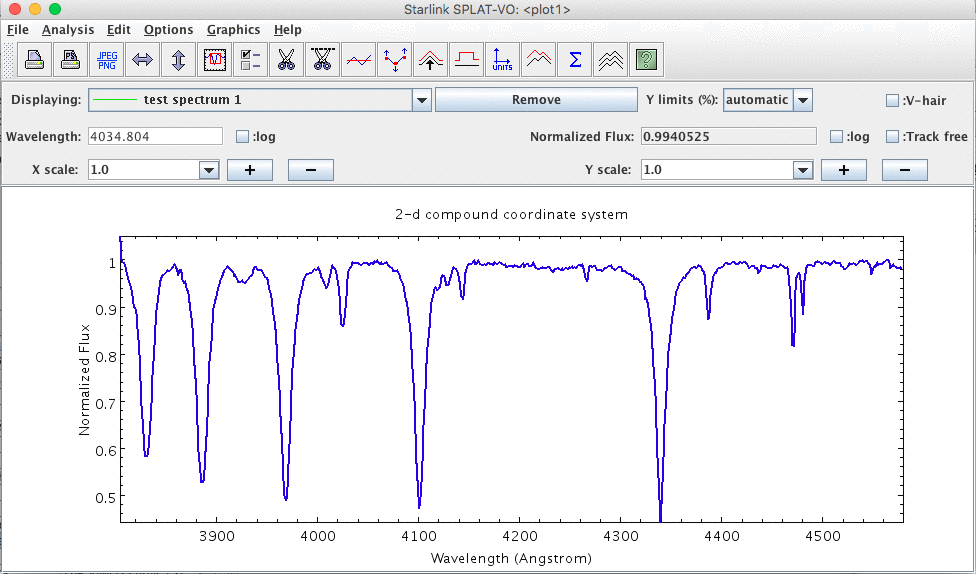 Starlink SPLAT-VO: <plot1>
File Analysis Edit Options Graphics Help
PS JPEG PNG UNITS Σ ?
Displaying: test spectrum 1 Remove Y limits (%): automatic :V-hair
Wavelength: 4034.804 :log Normalized Flux: 0.9940525 :log :Track free
X scale: 1.0 + − Y scale: 1.0 + −
2-d compound coordinate system
1
0.9
0.8
0.7
0.6
0.5
Normalized Flux
3900 4000 4100 4200 4300 4400 4500
Wavelength (Angstrom)